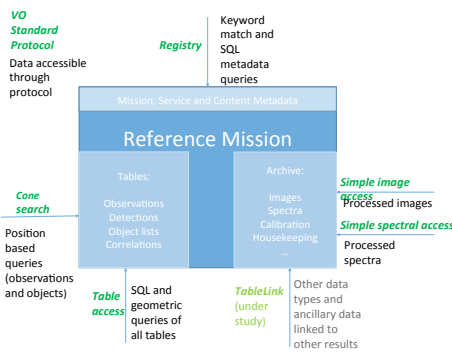 VO
Standard
Protocol
Data accessible
through
protocol
Registry
Keyword
match and
SQL
metadata
queries
Mission, Service and Content Metadata
Reference Mission
Tables:
Observations
Detections
Object lists
Correlations
Archive:
Images
Spectra
Calibration
Housekeeping
...
Cone
search
Position
based
queries
(observations
and objects)
Simple image
access
Processed images
Simple spectral access
Processed
spectra
Table
access
SQL and
geometric
queries of
all tables
TableLink
(under
study)
Other data
types and
ancillary data
linked to
other results